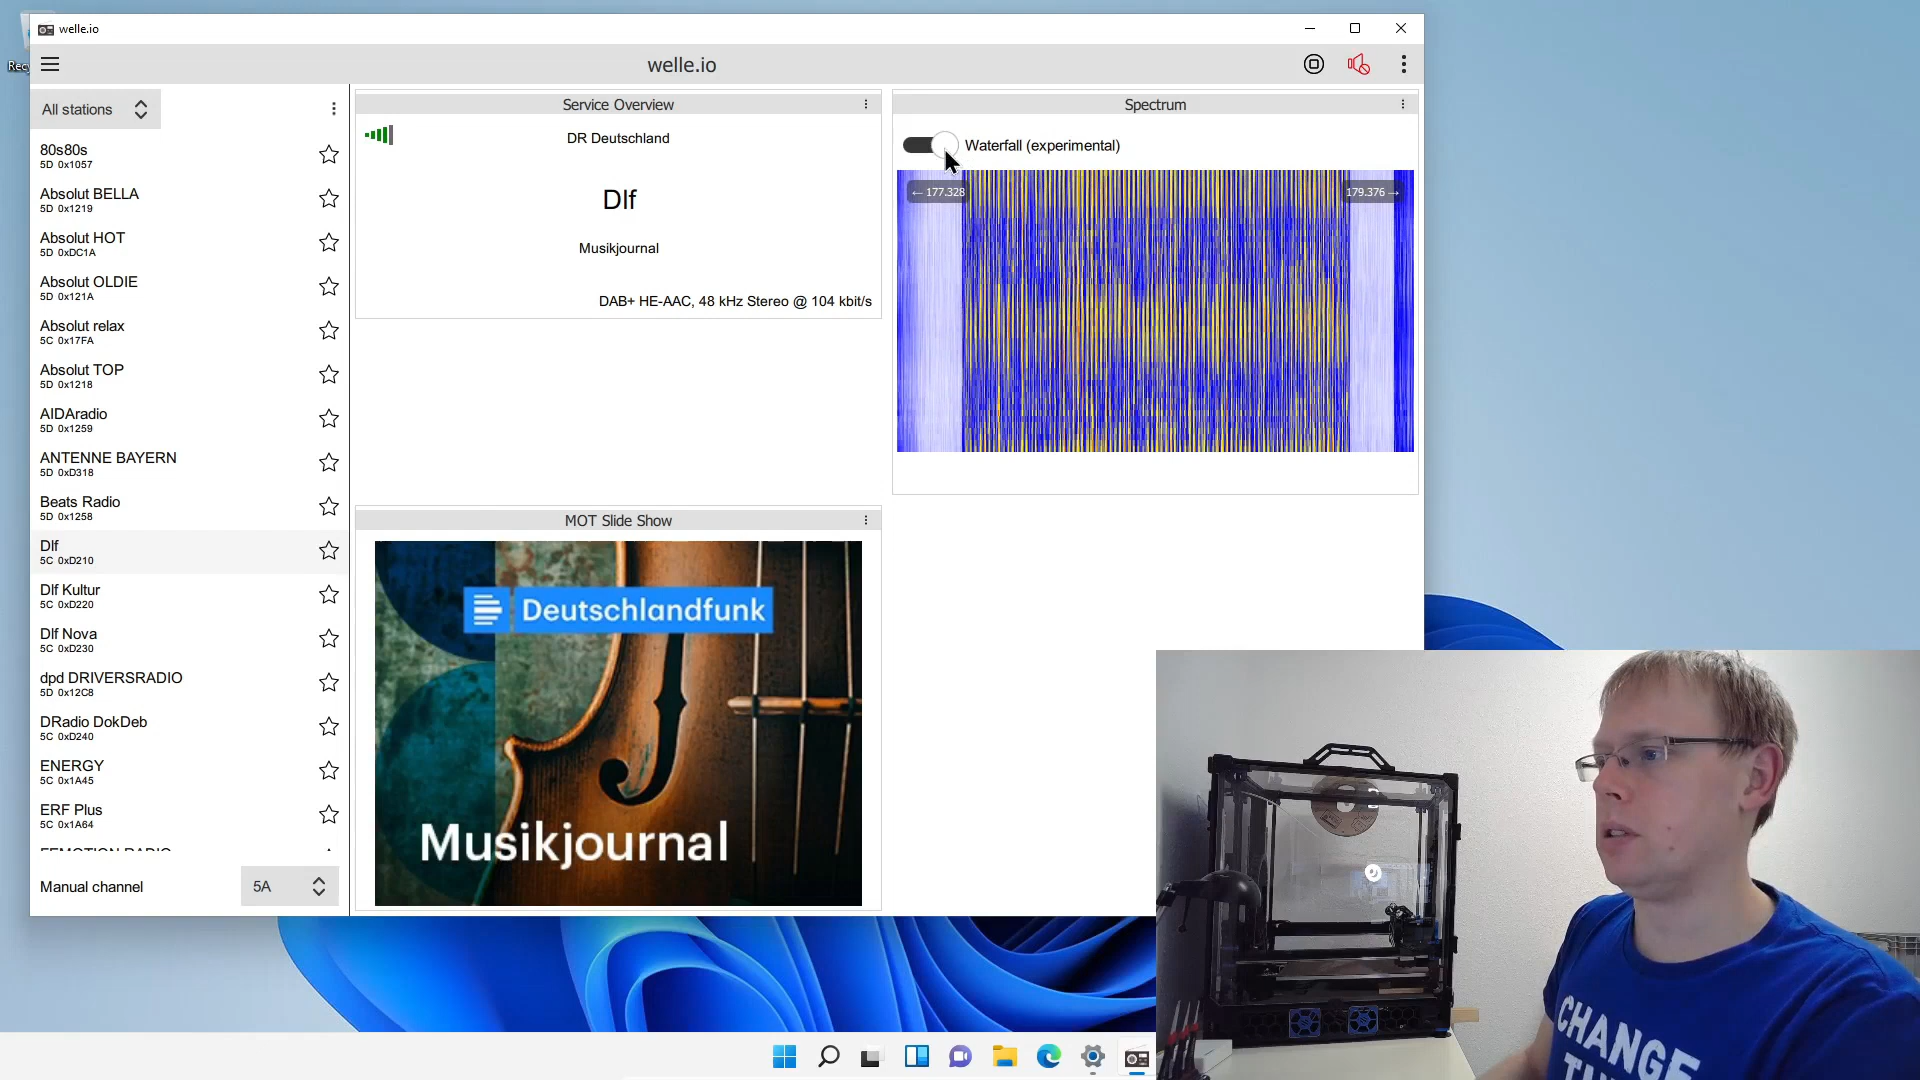 welle.io
Recy
welle.io
All stations
80s80s
5D 0x1057
Absolut BELLA
5D 0x1219
Absolut HOT
5D 0xDC1A
Absolut OLDIE
5D 0x121A
Absolut relax
5C 0x17FA
Absolut TOP
5D 0x1218
AIDAradio
5D 0x1259
ANTENNE BAYERN
5D 0xD318
Beats Radio
5D 0x1258
Dlf
5C 0xD210
Dlf Kultur
5C 0xD220
Dlf Nova
5C 0xD230
dpd DRIVERSRADIO
5D 0x12C8
DRadio DokDeb
5C 0xD240
ENERGY
5C 0x1A45
ERF Plus
5C 0x1A64
Manual channel
5A
Service Overview
DR Deutschland
Dlf
Musikjournal
DAB+ HE-AAC, 48 kHz Stereo @ 104 kbit/s
MOT Slide Show
Deutschlandfunk
Musikjournal
Spectrum
Waterfall (experimental)
← 177.328
179.376 →
CHANGE